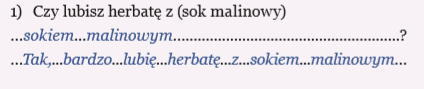 1) Czy lubisz herbatę z (sok malinowy)
...sokiem...malinowym....................................................?
...Tak,...bardzo...lubię...herbatę...z...sokiem...malinowym...